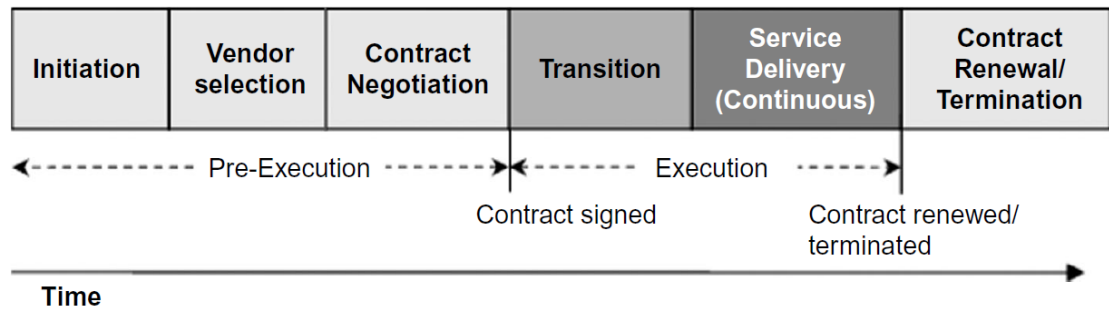 Initiation
Vendor
selection
Contract
Negotiation
Transition
Service
Delivery
(Continuous)
Contract
Renewal/
Termination
Pre-Execution
Execution
Contract signed
Contract renewed/
terminated
Time